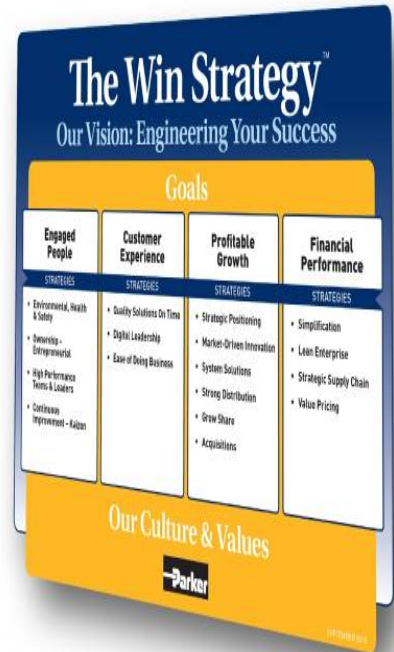 The Win Strategy™
Our Vision: Engineering Your Success
Goals
Engaged
People
STRATEGIES
• Environmental, Health
& Safety
• Ownership –
Entrepreneurial
• High Performance
Teams & Leaders
• Continuous
Improvement – Kaizen
Customer
Experience
STRATEGIES
• Quality Solutions On Time
• Digital Leadership
• Ease of Doing Business
Profitable
Growth
STRATEGIES
• Strategic Positioning
• Market-Driven Innovation
• System Solutions
• Strong Distribution
• Grow Share
• Acquisitions
Financial
Performance
STRATEGIES
• Simplification
• Lean Enterprise
• Strategic Supply Chain
• Value Pricing
Our Culture & Values
Parker